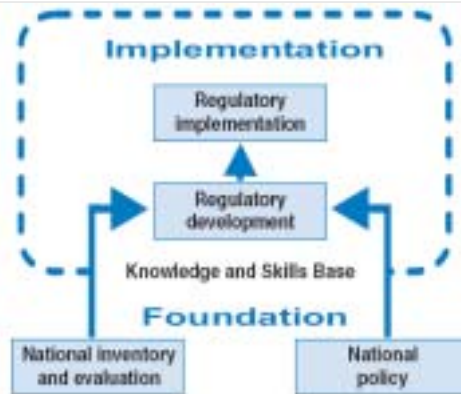 Implementation
Regulatory
implementation
Regulatory
development
Knowledge and Skills Base
Foundation
National inventory
and evaluation
National
policy